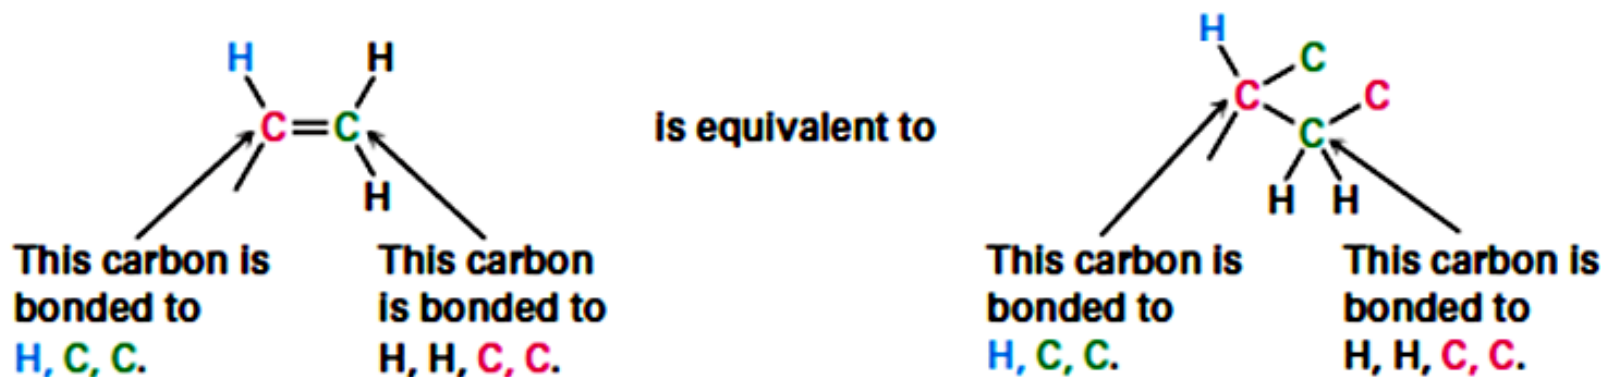 H H
C=C
H
is equivalent to
H
C C
C C
H H
This carbon is
bonded to
H, C, C.
This carbon
is bonded to
H, H, C, C.
This carbon is
bonded to
H, C, C.
This carbon is
bonded to
H, H, C, C.